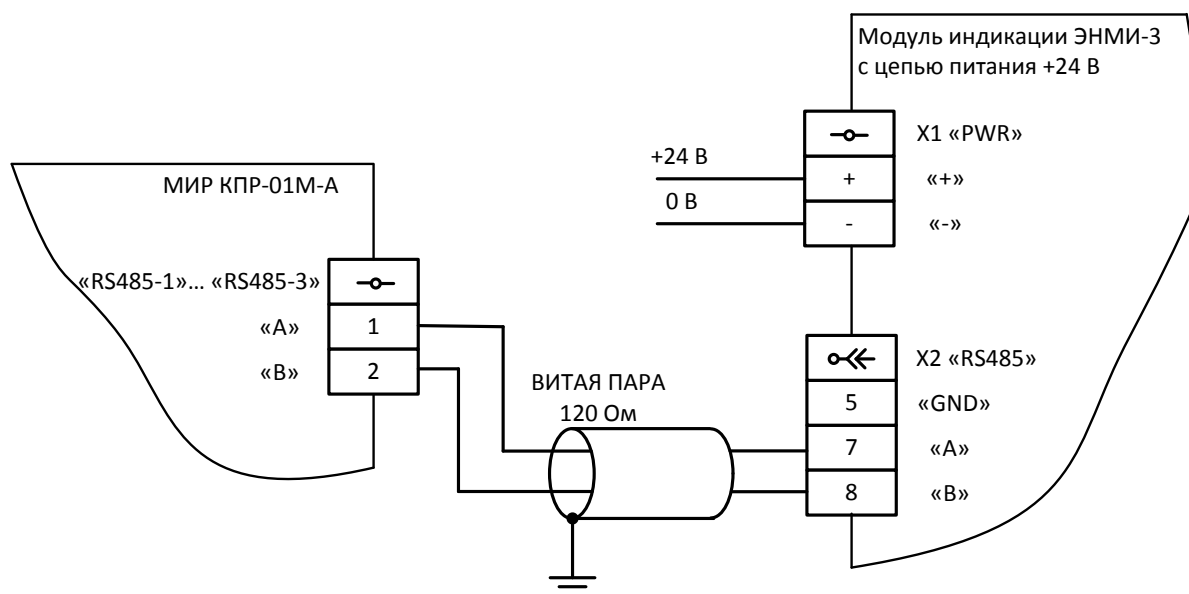 Модуль индикации ЭНМИ-3
с цепью питания +24 В
X1 «PWR»
+24 В
+
«+»
0 В
-
«-»
МИР КПР-01М-А
«RS485-1»... «RS485-3»
«А»
1
«В»
2
X2 «RS485»
5
«GND»
7
«А»
8
«В»
ВИТАЯ ПАРА
120 Ом